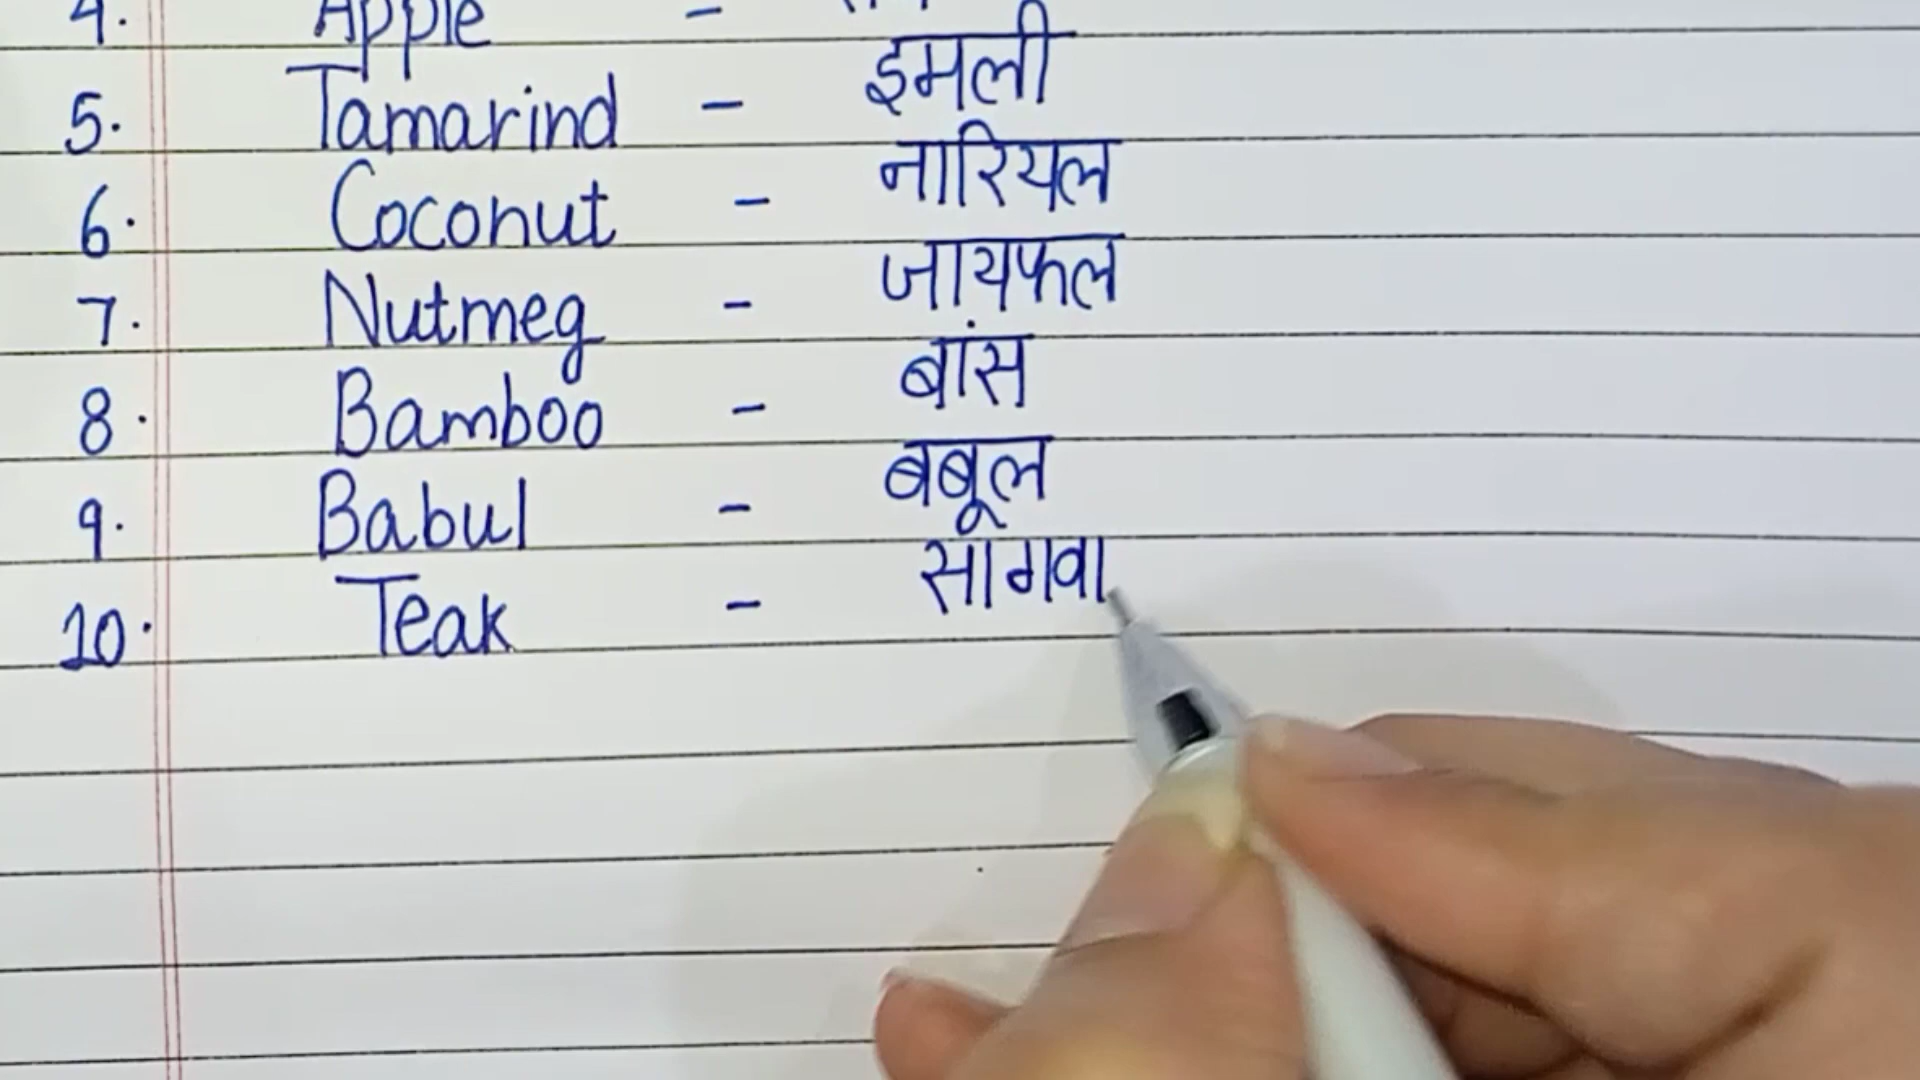 4. Apple -
5. Tamarind - इमली
6. Coconut - नारियल
7. Nutmeg - जायफल
8. Bamboo - बांस
9. Babul - बबूल
10. Teak - सागवा